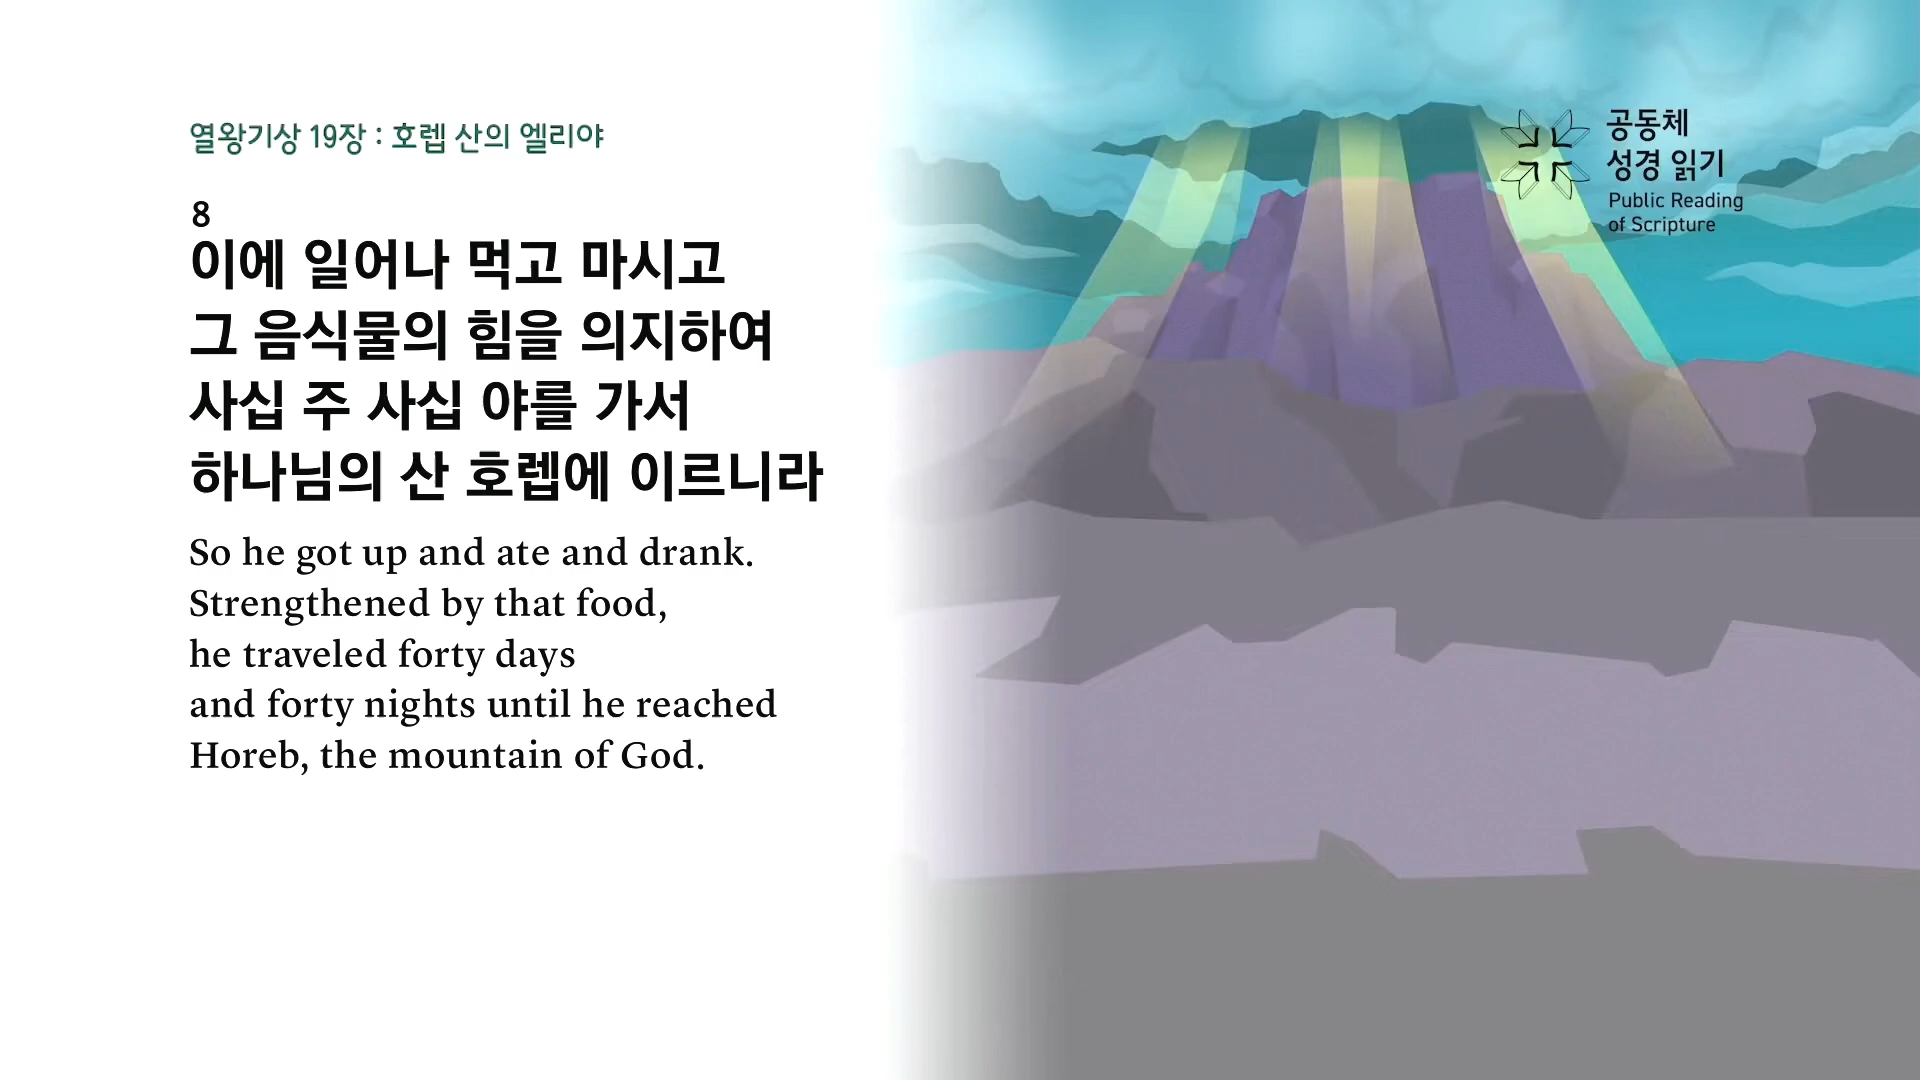 열왕기상 19장 : 호렙 산의 엘리야
8
이에 일어나 먹고 마시고
그 음식물의 힘을 의지하여
사십 주 사십 야를 가서
하나님의 산 호렙에 이르니라
So he got up and ate and drank.
Strengthened by that food,
he traveled forty days
and forty nights until he reached
Horeb, the mountain of God.
공동체
성경 읽기
Public Reading
of Scripture